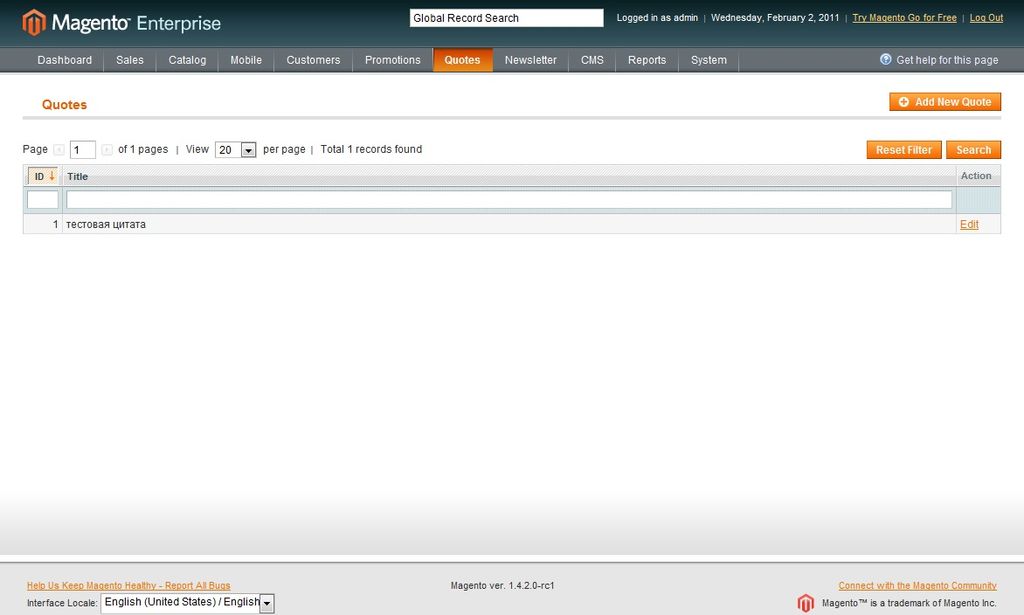 Magento Enterprise
Global Record Search
Logged in as admin | Wednesday, February 2, 2011 | Try Magento Go for Free | Log Out
Dashboard Sales Catalog Mobile Customers Promotions Quotes Newsletter CMS Reports System Get help for this page
Quotes
Add New Quote
Page 1 of 1 pages | View 20 per page | Total 1 records found
Reset Filter Search
ID Title Action
1 тестовая цитата Edit
Help Us Keep Magento Healthy - Report All Bugs
Magento ver. 1.4.2.0-rc1
Connect with the Magento Community
Interface Locale: English (United States) / English
Magento™ is a trademark of Magento Inc.